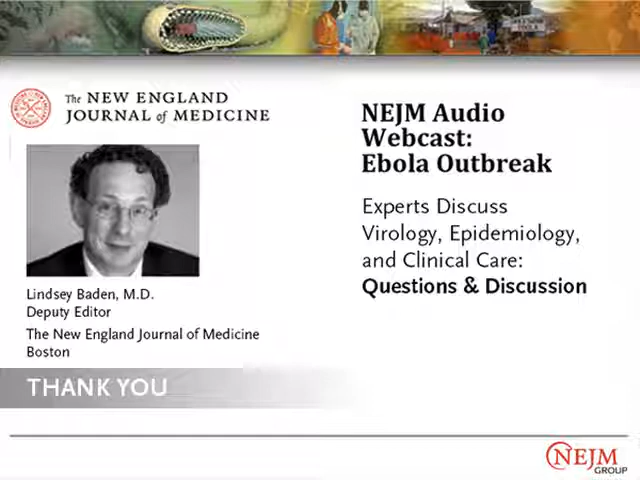 The NEW ENGLAND
JOURNAL of MEDICINE
NEJM Audio
Webcast:
Ebola Outbreak
Experts Discuss
Virology, Epidemiology,
and Clinical Care:
Questions & Discussion
Lindsey Baden, M.D.
Deputy Editor
The New England Journal of Medicine
Boston
THANK YOU
NEJM
GROUP